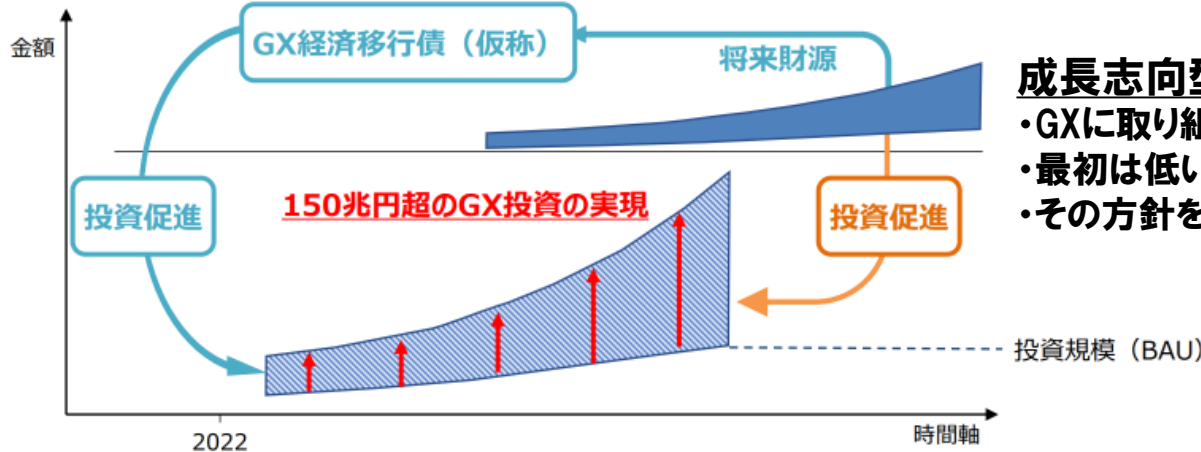 金額
GX経済移行債（仮称）
将来財源
成長志向型
・GXに取り組
・最初は低い
・その方針を
投資促進
150兆円超のGX投資の実現
投資促進
投資規模（BAU）
2022
時間軸